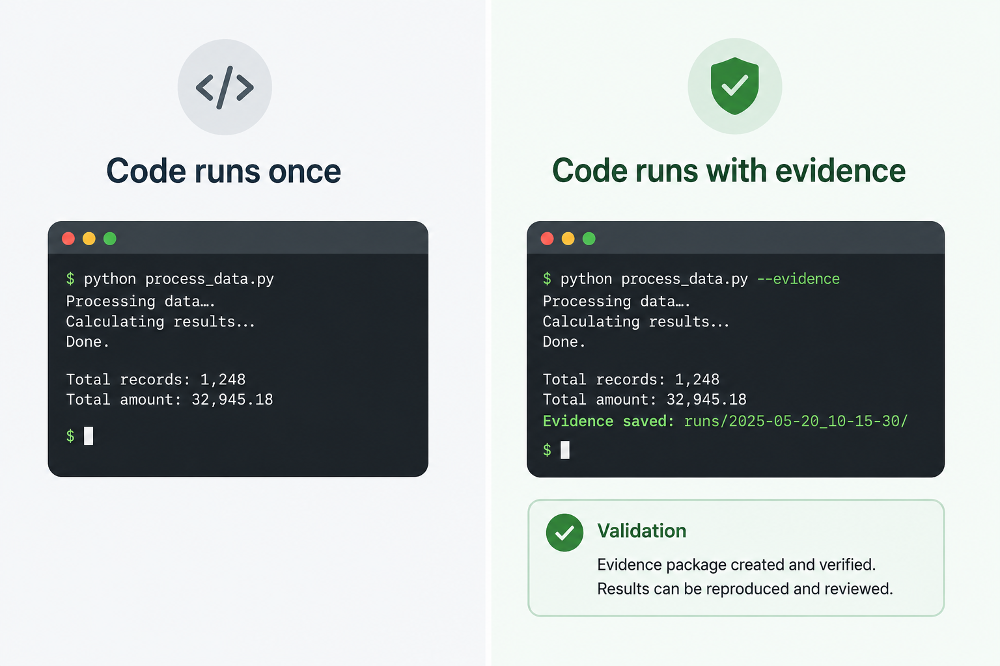 Code runs once
$ python process_data.py
Processing data….
Calculating results...
Done.
Total records: 1,248
Total amount: 32,945.18
$
Code runs with evidence
$ python process_data.py --evidence
Processing data….
Calculating results...
Done.
Total records: 1,248
Total amount: 32,945.18
Evidence saved: runs/2025-05-20_10-15-30/
$
Validation
Evidence package created and verified.
Results can be reproduced and reviewed.